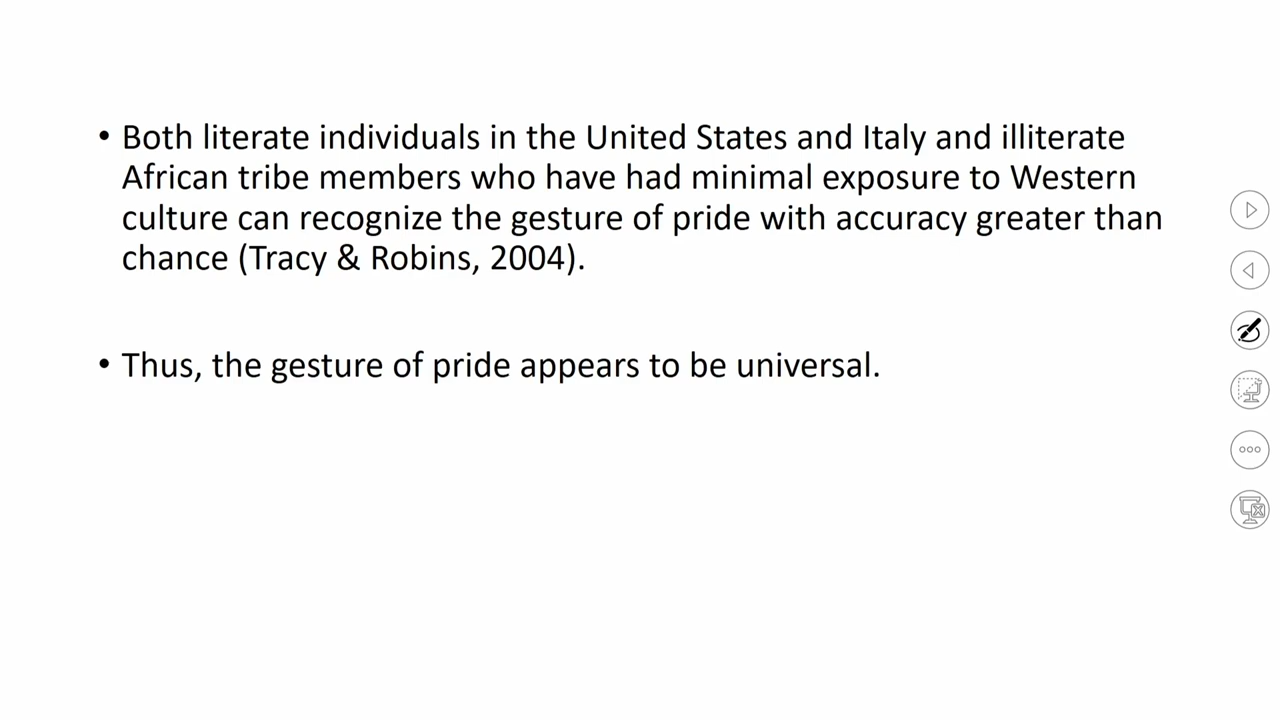 • Both literate individuals in the United States and Italy and illiterate
African tribe members who have had minimal exposure to Western
culture can recognize the gesture of pride with accuracy greater than
chance (Tracy & Robins, 2004).
• Thus, the gesture of pride appears to be universal.